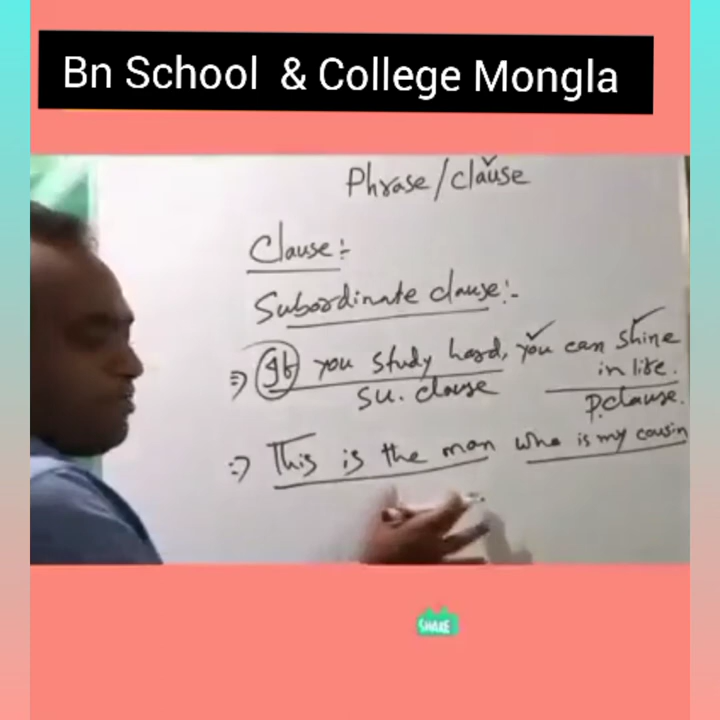 Bn School & College Mongla
Phrase/clause
Clause:-
Subordinate clause:-
⇒ If you study hard, you can shine
in life.
su. clause
P.clause.
⇒ This is the man who is my cousin
SHARE